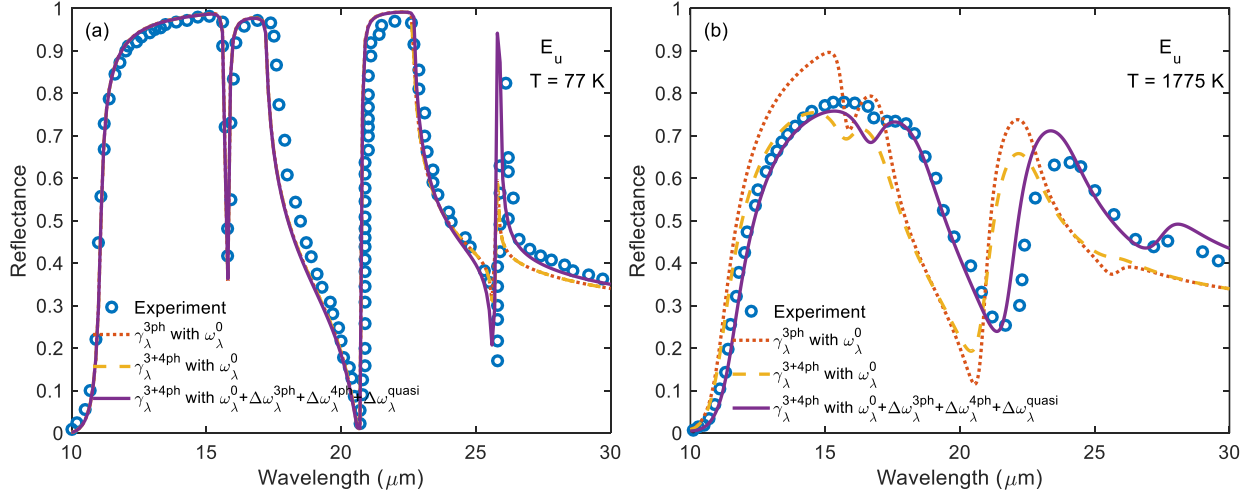 (a)
E_u
T = 77 K
Reflectance
1
0.9
0.8
0.7
0.6
0.5
0.4
0.3
0.2
0.1
0
Experiment
γ_λ^{3ph} with ω_λ^0
γ_λ^{3+4ph} with ω_λ^0
γ_λ^{3+4ph} with ω_λ^0+Δω_λ^{3ph}+Δω_λ^{4ph}+Δω_λ^{quasi}
10 15 20 25 30
Wavelength (μm)
(b)
E_u
T = 1775 K
Reflectance
1
0.9
0.8
0.7
0.6
0.5
0.4
0.3
0.2
0.1
0
Experiment
γ_λ^{3ph} with ω_λ^0
γ_λ^{3+4ph} with ω_λ^0
γ_λ^{3+4ph} with ω_λ^0+Δω_λ^{3ph}+Δω_λ^{4ph}+Δω_λ^{quasi}
10 15 20 25 30
Wavelength (μm)